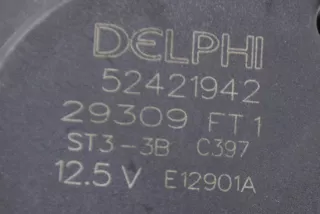 DELPHI
52421942
29309 FT1
ST3-3B C397
12.5 V E12901A